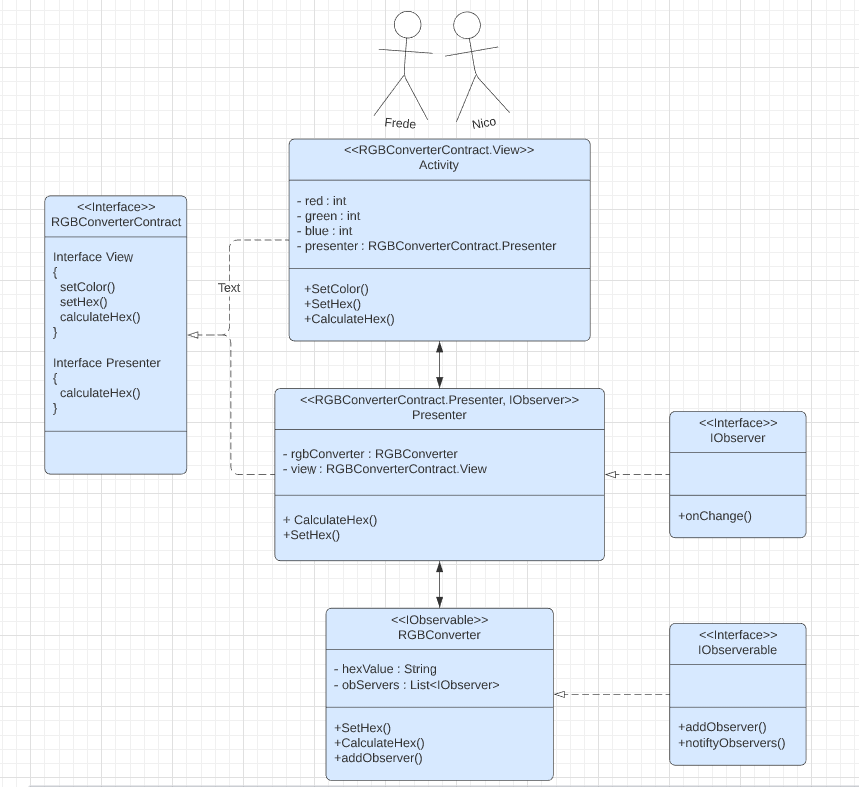 Frede
Nico
<<RGBConverterContract.View>>
Activity
- red : int
- green : int
- blue : int
- presenter : RGBConverterContract.Presenter
+SetColor()
+SetHex()
+CalculateHex()
<<Interface>>
RGBConverterContract
Interface View
{
setColor()
setHex()
calculateHex()
}
Interface Presenter
{
calculateHex()
}
Text
<<RGBConverterContract.Presenter, IObserver>>
Presenter
- rgbConverter : RGBConverter
- view : RGBConverterContract.View
+ CalculateHex()
+SetHex()
<<Interface>>
IObserver
+onChange()
<<IObservable>>
RGBConverter
- hexValue : String
- obServers : List<IObserver>
+SetHex()
+CalculateHex()
+addObserver()
<<Interface>>
IObserverable
+addObserver()
+notiftyObservers()